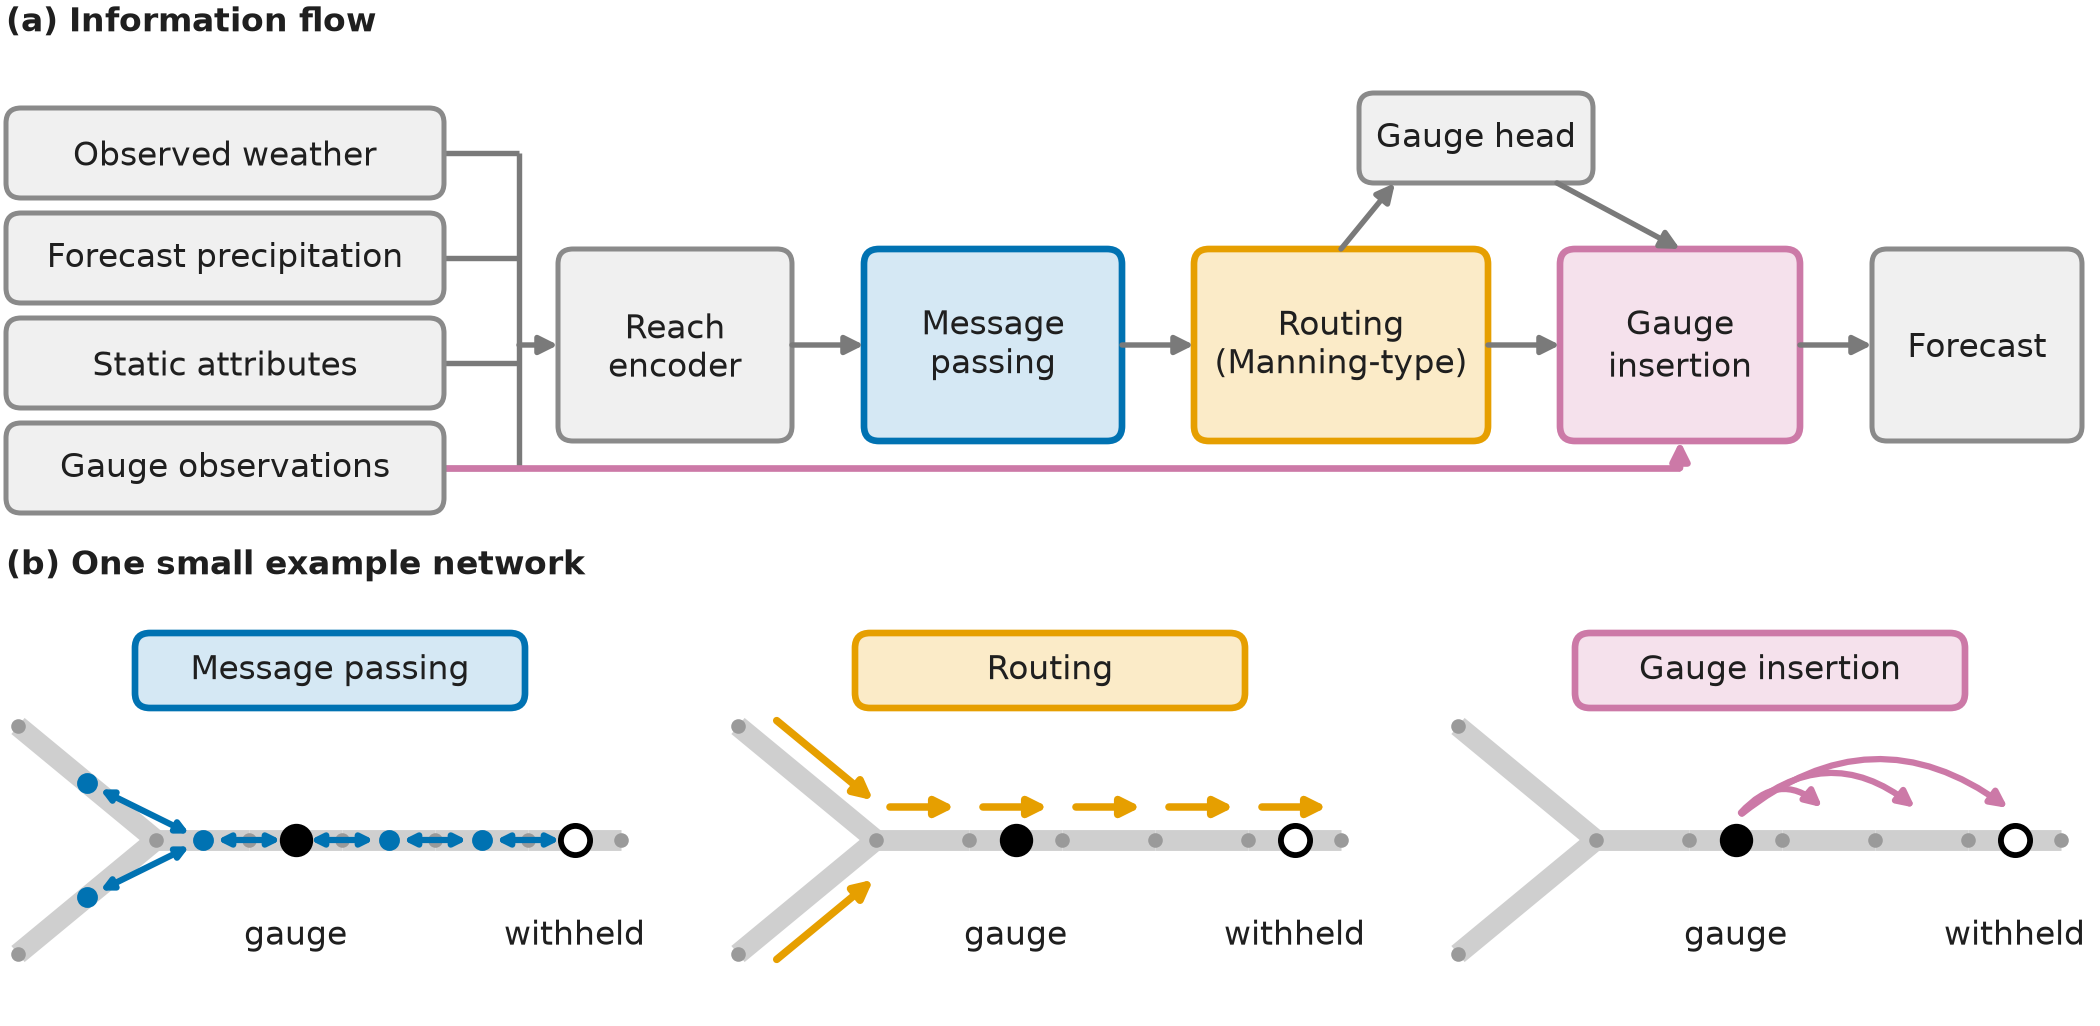 (a) Information flow
Observed weather
Forecast precipitation
Static attributes
Gauge observations
Reach
encoder
Message
passing
Routing
(Manning-type)
Gauge head
Gauge
insertion
Forecast
(b) One small example network
Message passing
gauge
withheld
Routing
gauge
withheld
Gauge insertion
gauge
withheld